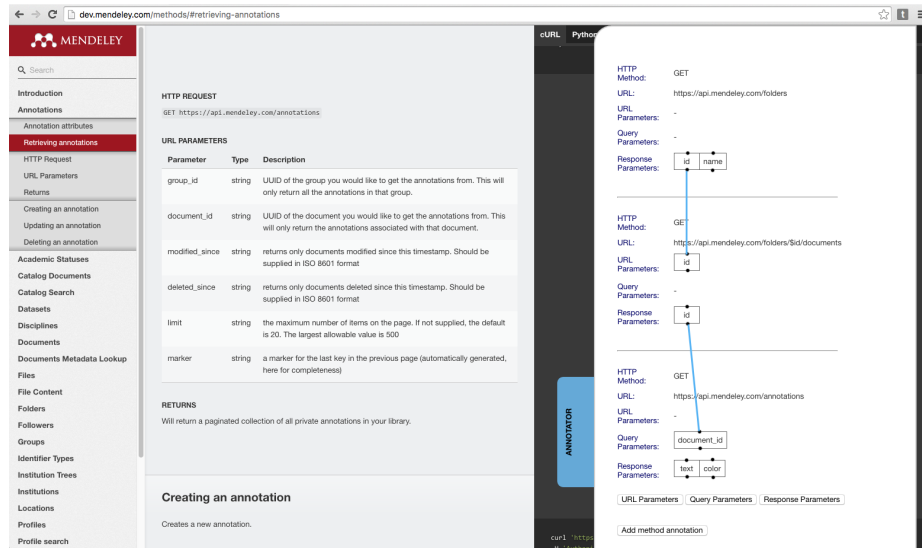 dev.mendeley.com/methods/#retrieving-annotations
MENDELEY
Search
Introduction
Annotations
Annotation attributes
Retrieving annotations
HTTP Request
URL Parameters
Returns
Creating an annotation
Updating an annotation
Deleting an annotation
Academic Statuses
Catalog Documents
Catalog Search
Datasets
Disciplines
Documents
Documents Metadata Lookup
Files
File Content
Folders
Followers
Groups
Identifier Types
Institution Trees
Institutions
Locations
Profiles
Profile search
HTTP REQUEST
GET https://api.mendeley.com/annotations
URL PARAMETERS
Parameter Type Description
group_id string UUID of the group you would like to get the annotations from. This will
only return all the annotations in that group.
document_id string UUID of the document you would like to get the annotations from. This
will only return the annotations associated with that document.
modified_since string returns only documents modified since this timestamp. Should be
supplied in ISO 8601 format
deleted_since string returns only documents deleted since this timestamp. Should be
supplied in ISO 8601 format
limit string the maximum number of items on the page. If not supplied, the default
is 20. The largest allowable value is 500
marker string a marker for the last key in the previous page (automatically generated,
here for completeness)
RETURNS
Will return a paginated collection of all private annotations in your library.
Creating an annotation
Creates a new annotation.
cURL Python
ANNOTATOR
curl 'https
HTTP
Method: GET
URL: https://api.mendeley.com/folders
URL
Parameters: -
Query
Parameters: -
Response
Parameters: id name
HTTP
Method: GET
URL: https://api.mendeley.com/folders/$id/documents
URL
Parameters: id
Query
Parameters: -
Response
Parameters: id
HTTP
Method: GET
URL: https://api.mendeley.com/annotations
URL
Parameters: -
Query
Parameters: document_id
Response
Parameters: text color
URL Parameters Query Parameters Response Parameters
Add method annotation